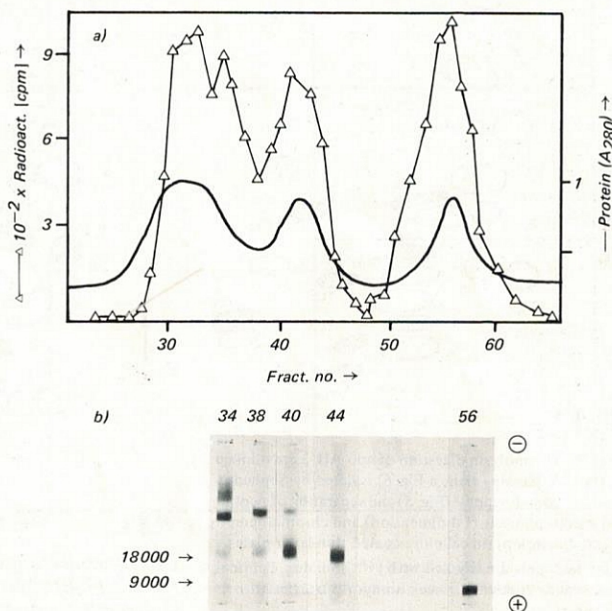 a)
9
6
3
△——△ 10⁻² x Radioact. [cpm] →
1
— Protein (A₂₈₀) →
30 40 50 60
Fract. no. →
b) 34 38 40 44 56
⊖
18000 →
9000 →
⊕